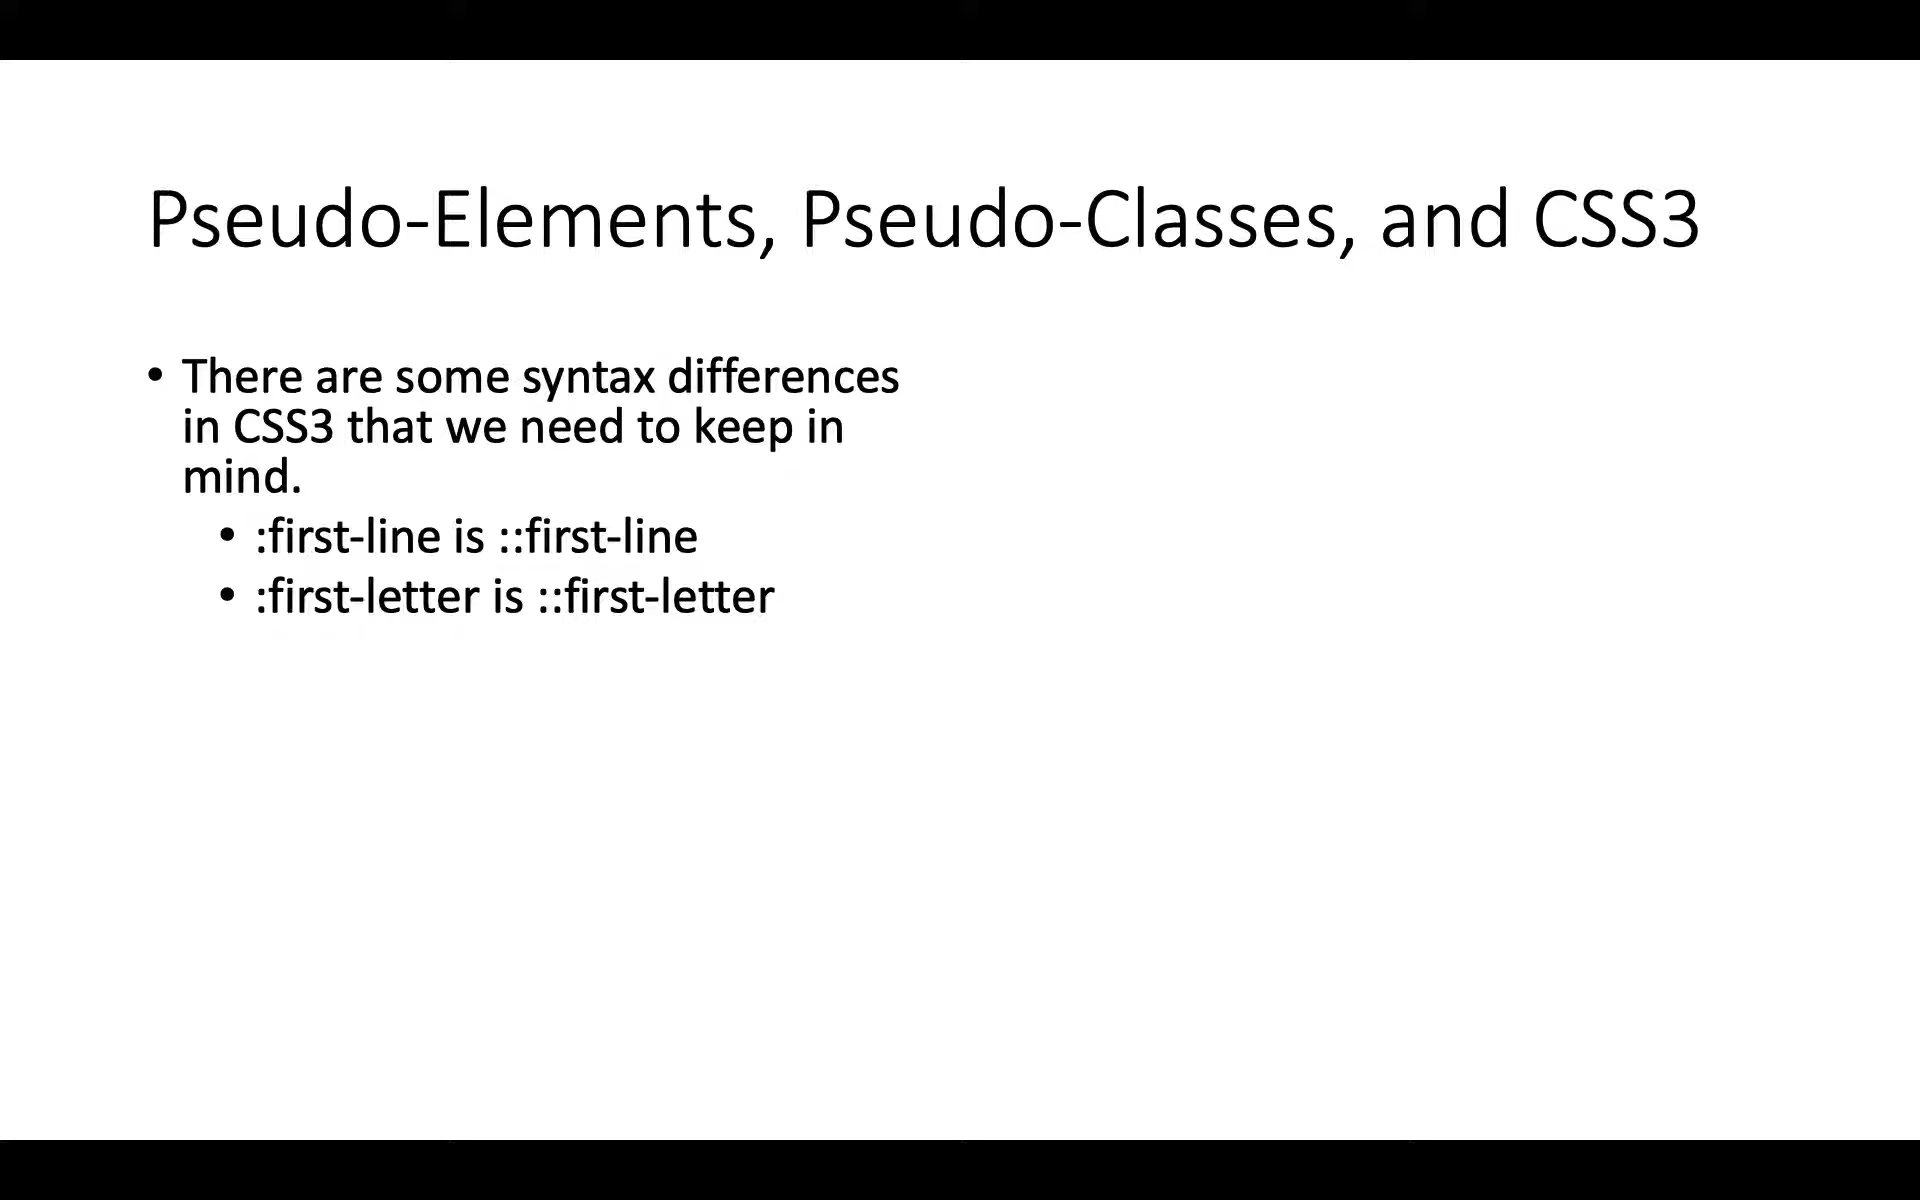 Pseudo-Elements, Pseudo-Classes, and CSS3
• There are some syntax differences
in CSS3 that we need to keep in
mind.
• :first-line is ::first-line
• :first-letter is ::first-letter